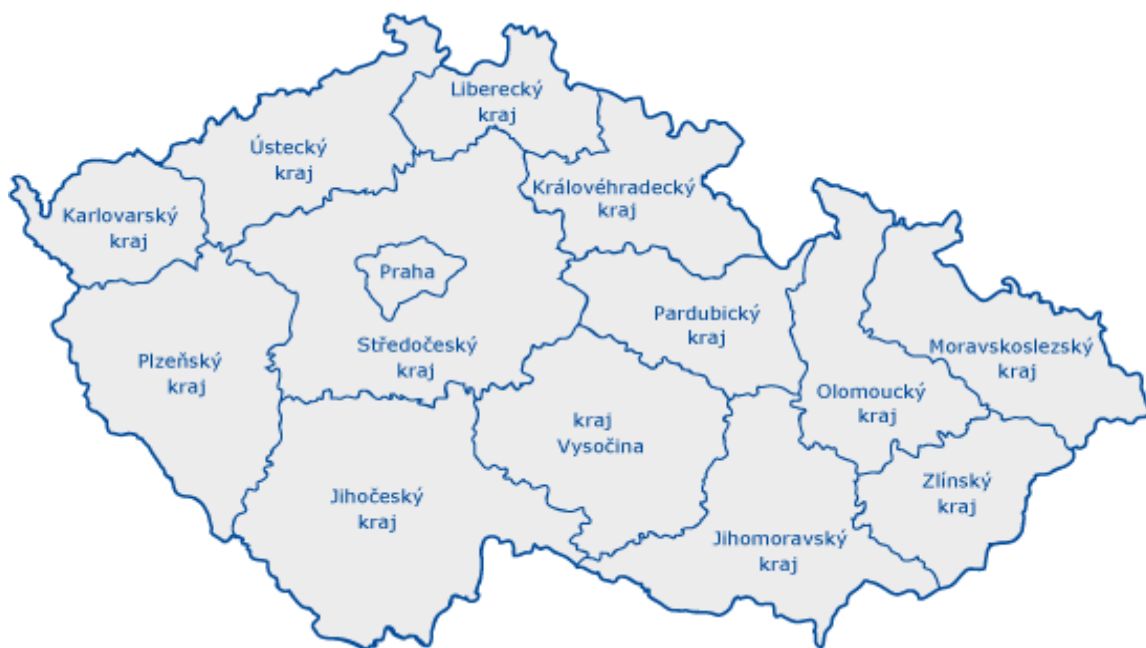 Liberecký
kraj
Ústecký
kraj
Královéhradecký
kraj
Karlovarský
kraj
Praha
Pardubický
kraj
Středočeský
kraj
Moravskoslezský
kraj
Plzeňský
kraj
Olomoucký
kraj
kraj
Vysočina
Zlínský
kraj
Jihočeský
kraj
Jihomoravský
kraj